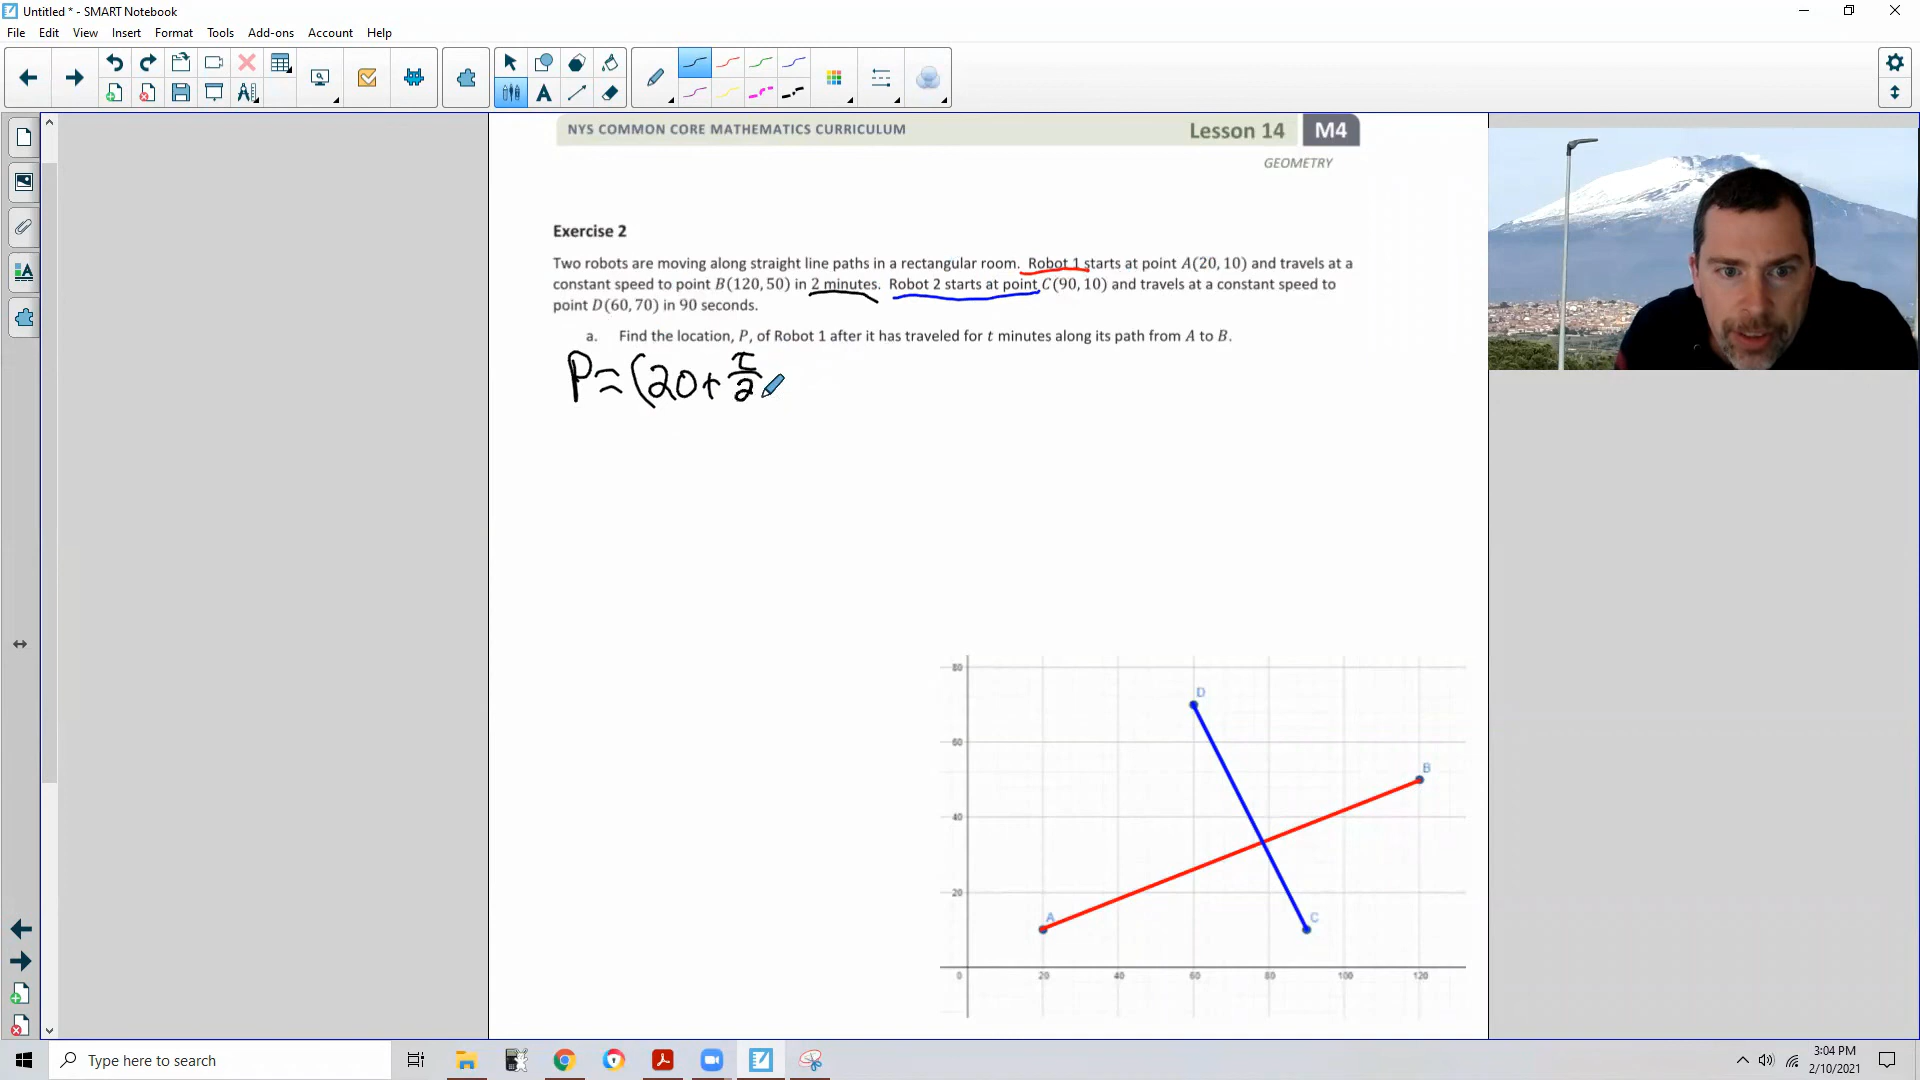 Untitled * - SMART Notebook
File Edit View Insert Format Tools Add-ons Account Help
NYS COMMON CORE MATHEMATICS CURRICULUM Lesson 14 M4
GEOMETRY
Exercise 2
Two robots are moving along straight line paths in a rectangular room. Robot 1 starts at point A(20, 10) and travels at a
constant speed to point B(120, 50) in 2 minutes. Robot 2 starts at point C(90, 10) and travels at a constant speed to
point D(60, 70) in 90 seconds.
a. Find the location, P, of Robot 1 after it has traveled for t minutes along its path from A to B.
P = (20 + t/2
80
D
60
B
40
20
A
C
0 20 40 60 80 100 120
Type here to search
3:04 PM
2/10/2021